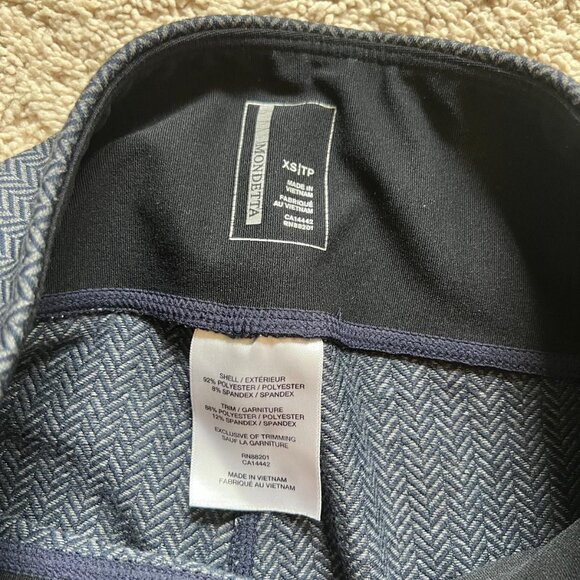 MONDETTA
XS|TP
MADE IN
VIETNAM
FABRIQUÉ
AU VIETNAM
CA14442
RN88201
SHELL / EXTÉRIEUR
92% POLYESTER / POLYESTER
8% SPANDEX / SPANDEX
TRIM / GARNITURE
88% POLYESTER / POLYESTER
12% SPANDEX / SPANDEX
EXCLUSIVE OF TRIMMING
SAUF LA GARNITURE
RN88201
CA14442
MADE IN VIETNAM
FABRIQUÉ AU VIETNAM